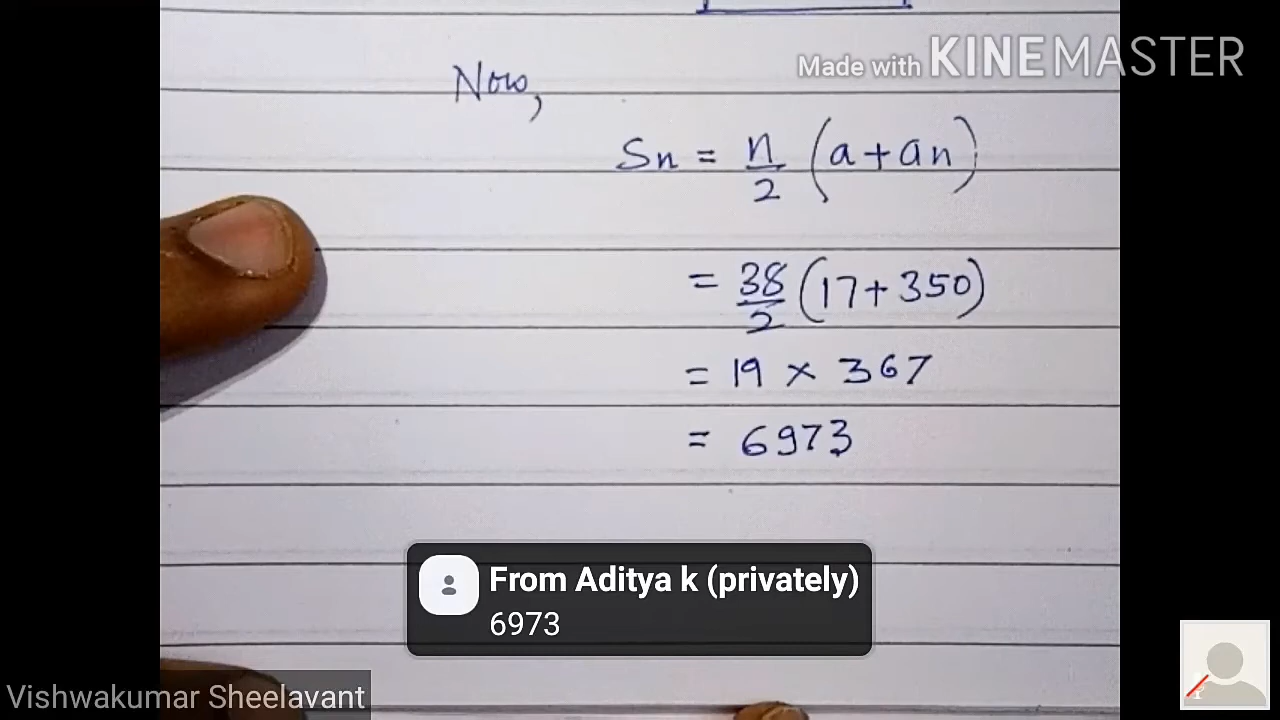 Made with KINEMASTER
Now,
Sn = n/2 (a+an)
= 38/2 (17+350)
= 19 × 367
= 6973
From Aditya k (privately)
6973
Vishwakumar Sheelavant